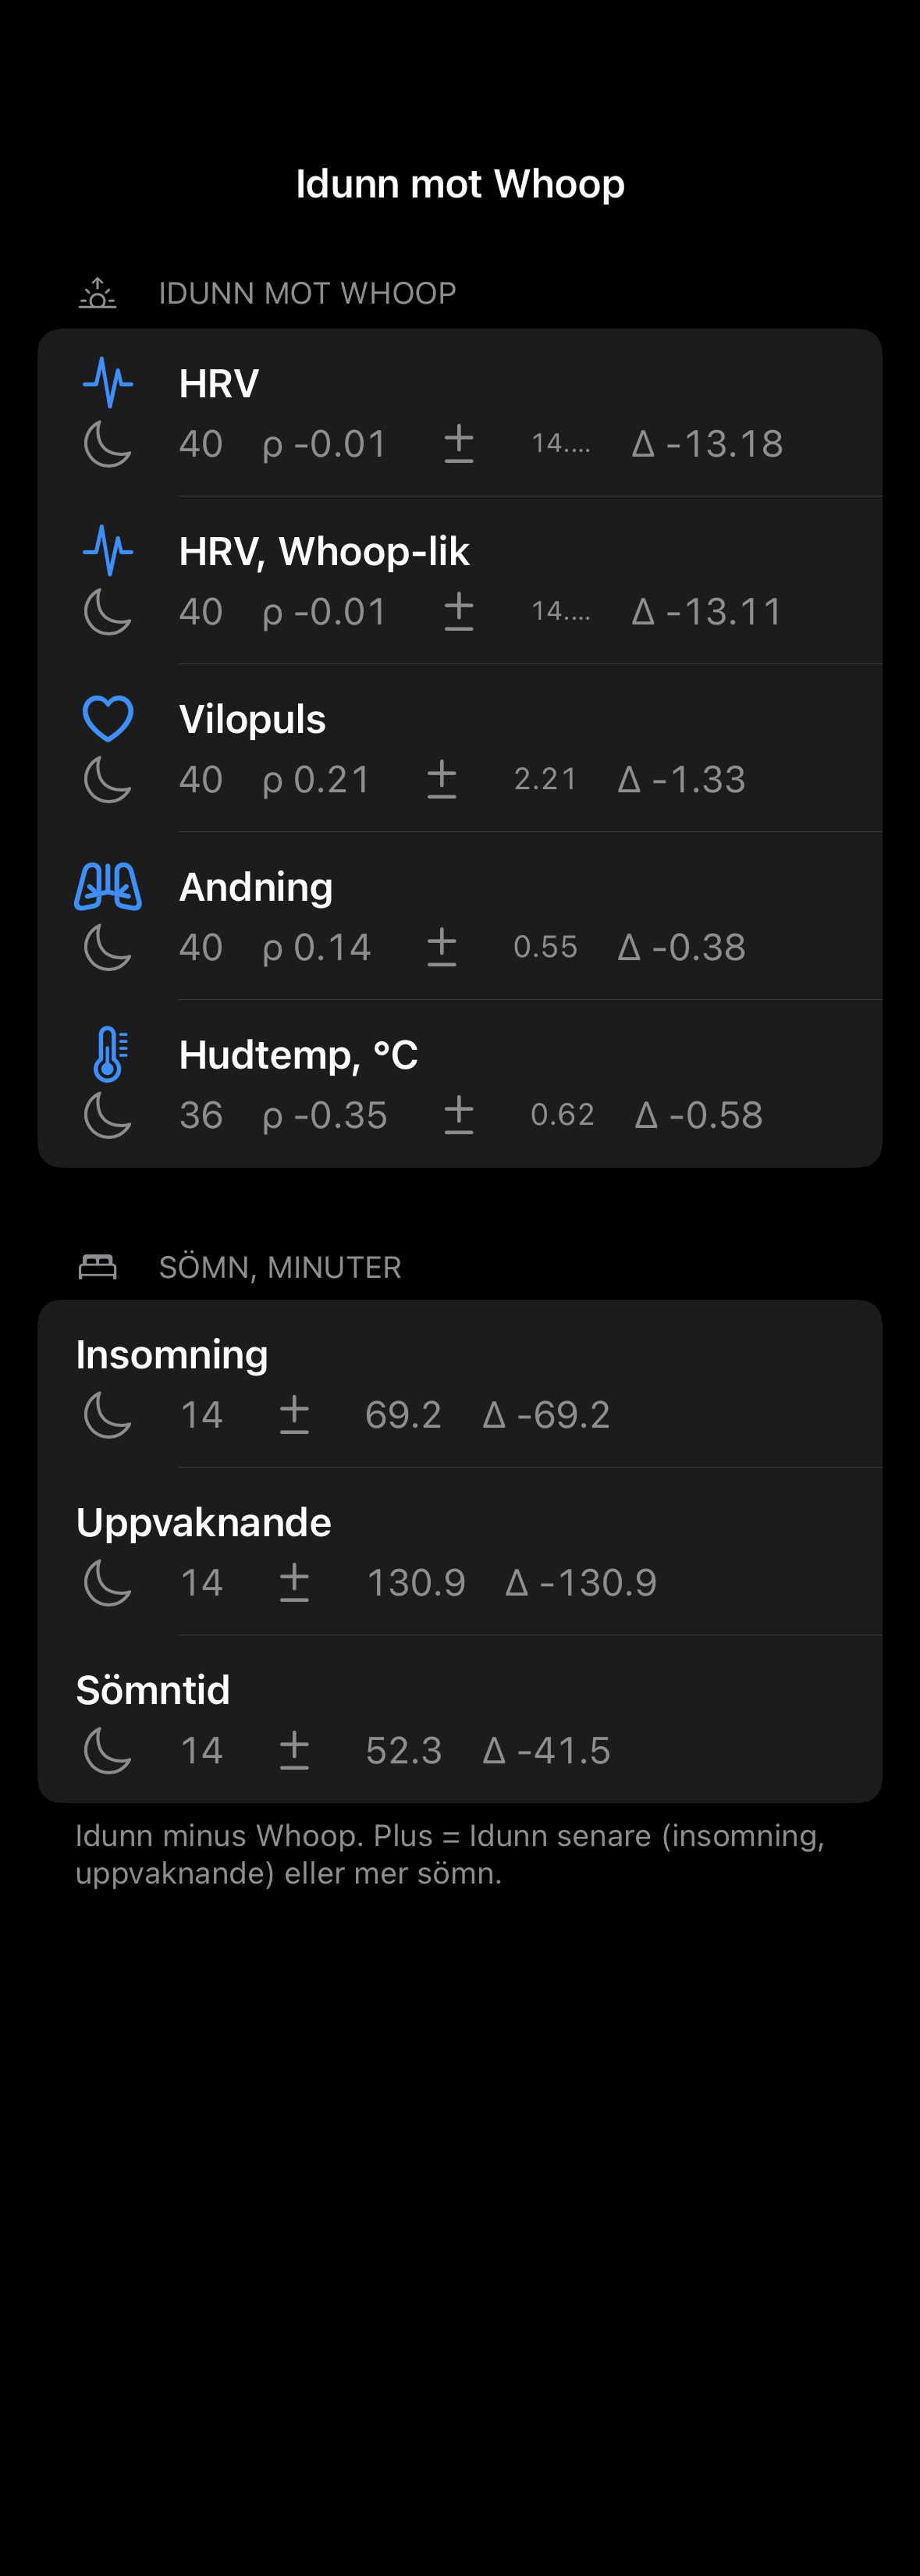 Idunn mot Whoop
IDUNN MOT WHOOP
HRV
40 ρ -0.01 ± 14.… Δ -13.18
HRV, Whoop-lik
40 ρ -0.01 ± 14.… Δ -13.11
Vilopuls
40 ρ 0.21 ± 2.21 Δ -1.33
Andning
40 ρ 0.14 ± 0.55 Δ -0.38
Hudtemp, °C
36 ρ -0.35 ± 0.62 Δ -0.58
SÖMN, MINUTER
Insomning
14 ± 69.2 Δ -69.2
Uppvaknande
14 ± 130.9 Δ -130.9
Sömntid
14 ± 52.3 Δ -41.5
Idunn minus Whoop. Plus = Idunn senare (insomning,
uppvaknande) eller mer sömn.